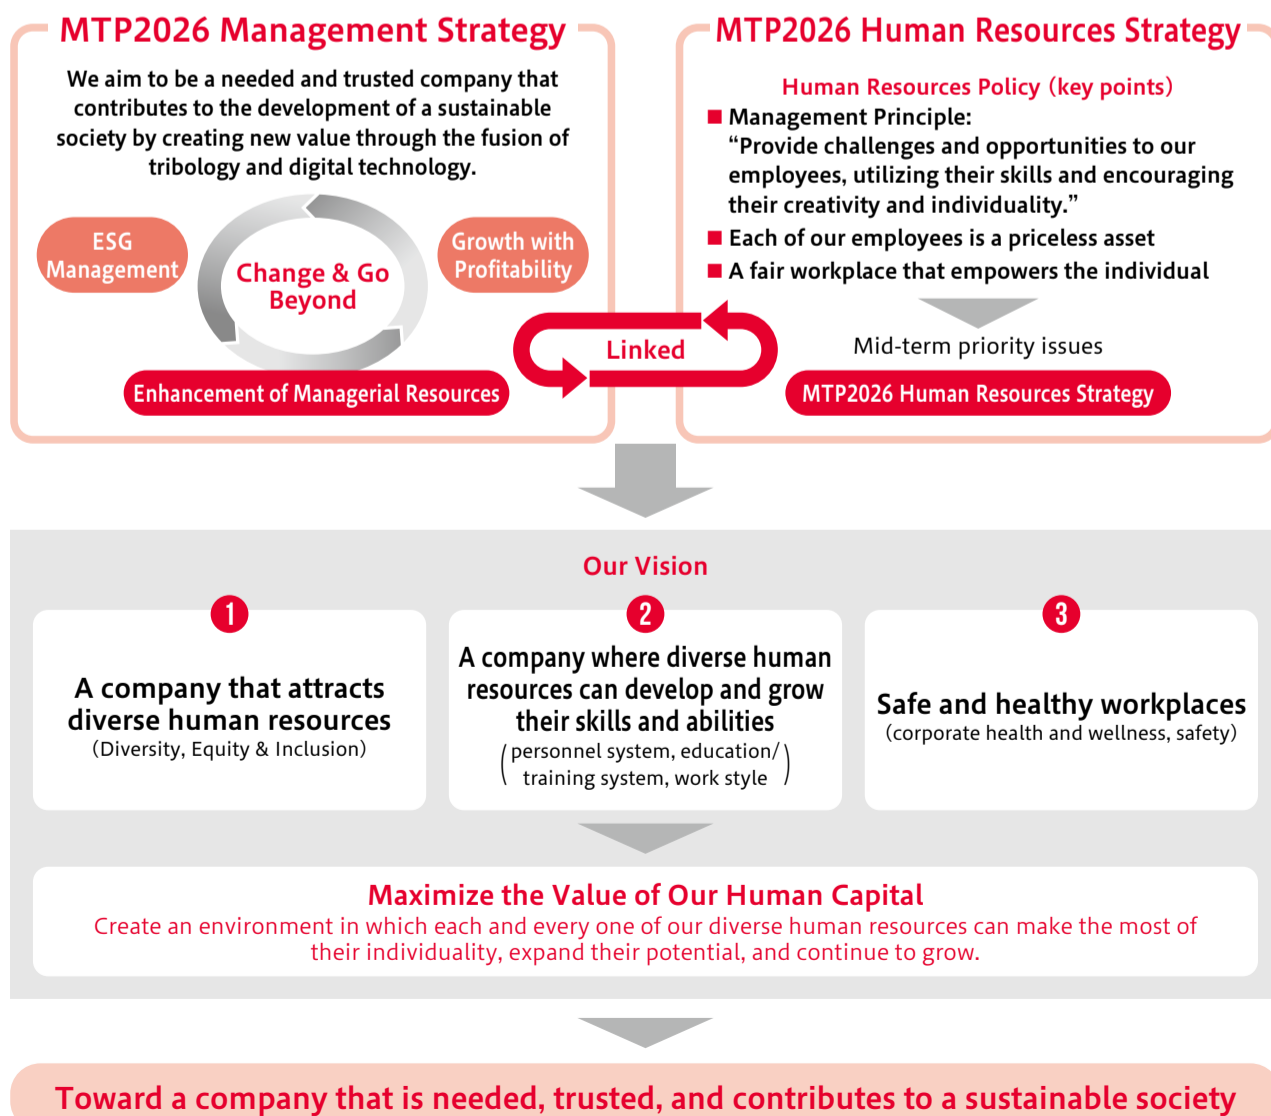 MTP2026 Management Strategy
We aim to be a needed and trusted company that
contributes to the development of a sustainable
society by creating new value through the fusion of
tribology and digital technology.
ESG
Management
Change & Go
Beyond
Growth with
Profitability
Enhancement of Managerial Resources
Linked
MTP2026 Human Resources Strategy
Human Resources Policy (key points)
■ Management Principle:
“Provide challenges and opportunities to our
employees, utilizing their skills and encouraging
their creativity and individuality.”
■ Each of our employees is a priceless asset
■ A fair workplace that empowers the individual
Mid-term priority issues
MTP2026 Human Resources Strategy
Our Vision
1
A company that attracts
diverse human resources
(Diversity, Equity & Inclusion)
2
A company where diverse human
resources can develop and grow
their skills and abilities
(personnel system, education/
training system, work style)
3
Safe and healthy workplaces
(corporate health and wellness, safety)
Maximize the Value of Our Human Capital
Create an environment in which each and every one of our diverse human resources can make the most of
their individuality, expand their potential, and continue to grow.
Toward a company that is needed, trusted, and contributes to a sustainable society